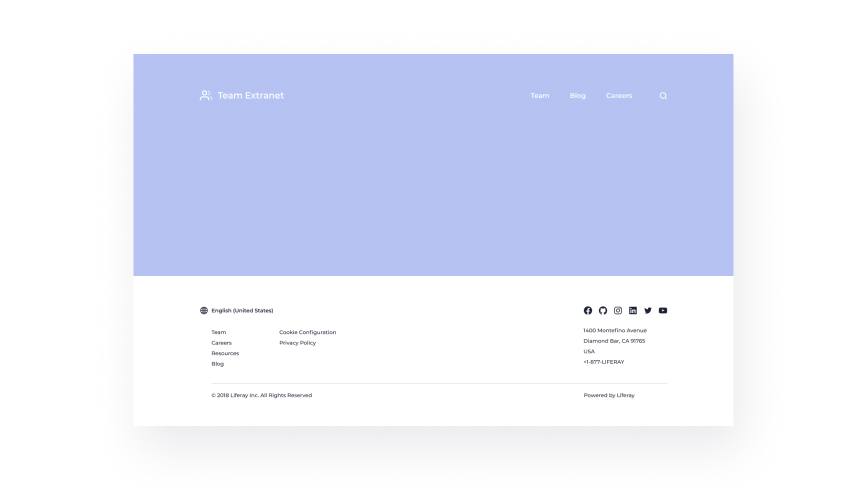 Team Extranet
Team
Blog
Careers
English (United States)
Team
Careers
Resources
Blog
Cookie Configuration
Privacy Policy
1400 Montefino Avenue
Diamond Bar, CA 91765
USA
+1-877-LIFERAY
© 2018 Liferay Inc. All Rights Reserved
Powered by Liferay